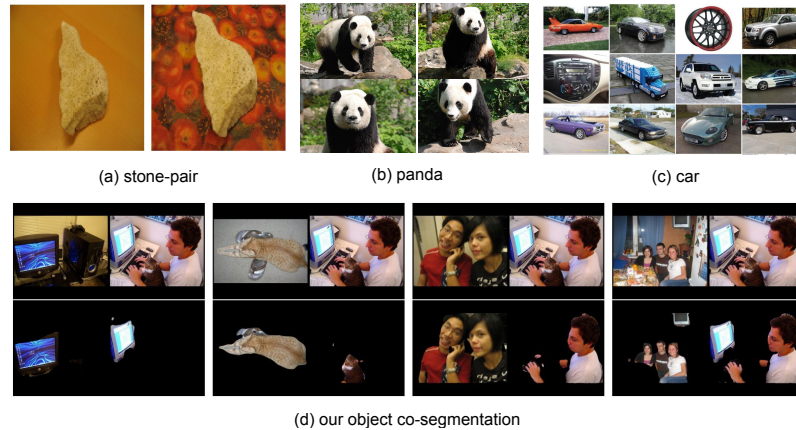 (a) stone-pair
(b) panda
(c) car
(d) our object co-segmentation